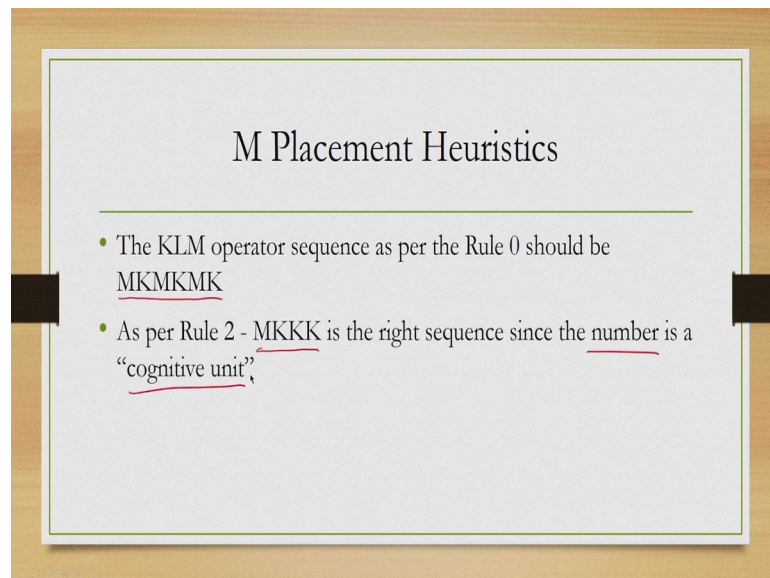 M Placement Heuristics
• The KLM operator sequence as per the Rule 0 should be
MKMKMK
• As per Rule 2 - MKKK is the right sequence since the number is a
“cognitive unit”